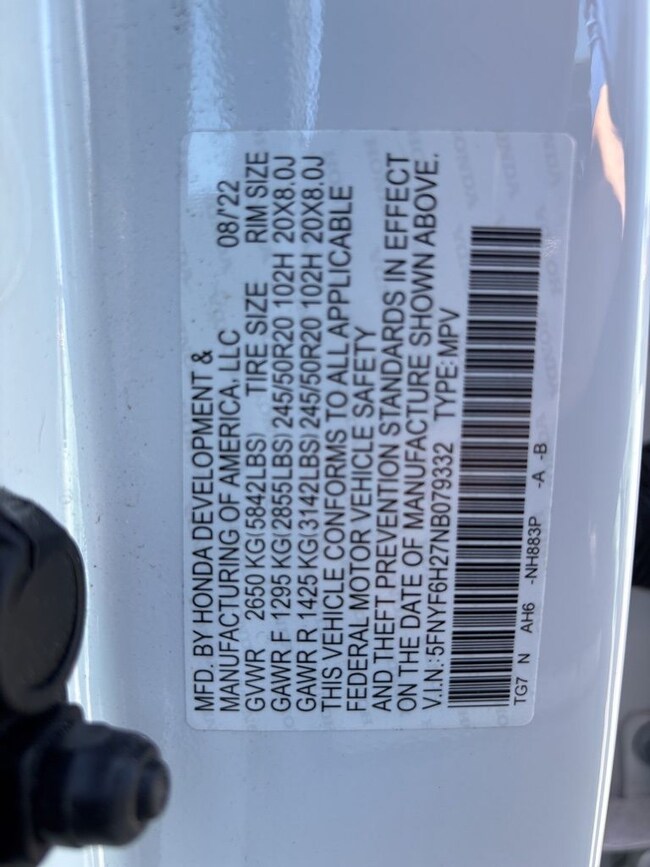 MFD. BY HONDA DEVELOPMENT &
MANUFACTURING OF AMERICA, LLC 08/'22
GVWR 2650 KG(5842LBS) TIRE SIZE RIM SIZE
GAWR F 1295 KG(2855LBS) 245/50R20 102H 20X8.0J
GAWR R 1425 KG(3142LBS) 245/50R20 102H 20X8.0J
THIS VEHICLE CONFORMS TO ALL APPLICABLE
FEDERAL MOTOR VEHICLE SAFETY
AND THEFT PREVENTION STANDARDS IN EFFECT
ON THE DATE OF MANUFACTURE SHOWN ABOVE.
V.I.N.:5FNYF6H27NB079332 TYPE:MPV
TG7 N AH6 -NH883P -A -B